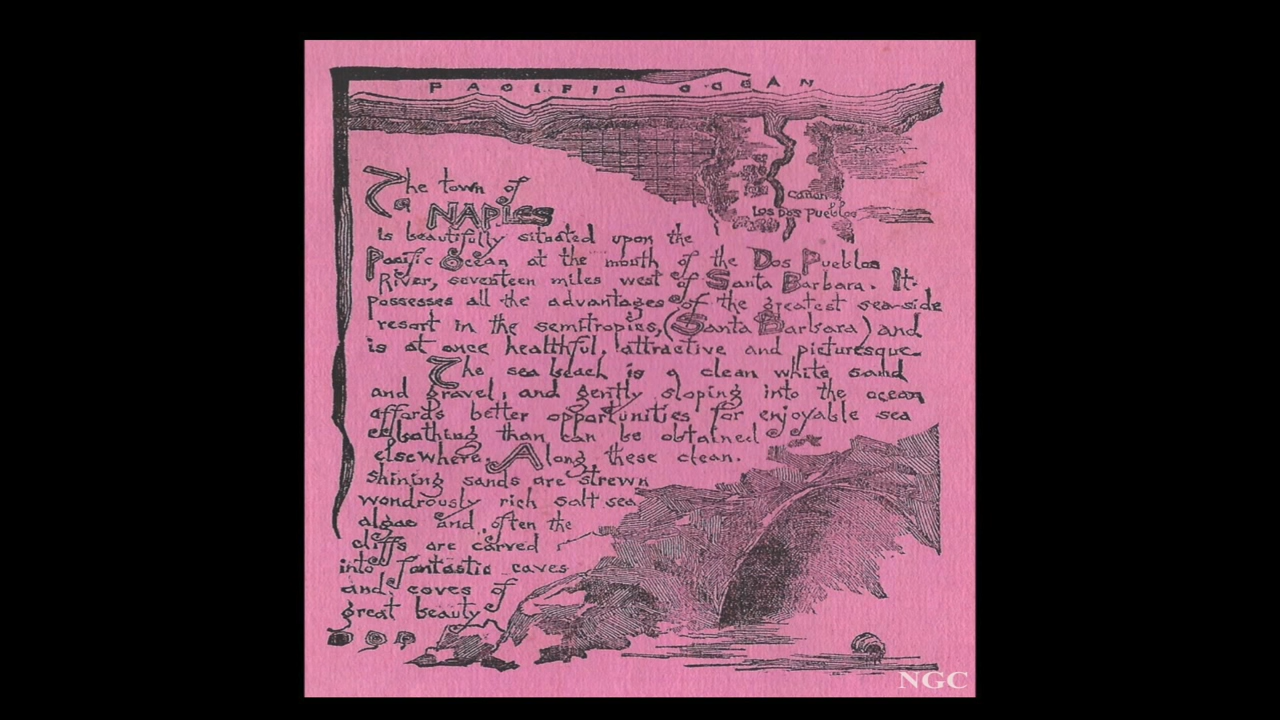 PACIFIC OCEAN
cañon
Los Dos Pueblos
The town of
NAPLES
is beautifully situated upon the
Pacific Ocean at the mouth of the Dos Pueblos
River, seventeen miles west of Santa Barbara. It
possesses all the advantages of the greatest sea-side
resort in the semitropics, (Santa Barbara) and
is at once healthful, attractive and picturesque
The sea beach is a clean white sand
and gravel, and gently sloping into the ocean
affords better opportunities for enjoyable sea
bathing than can be obtained
elsewhere. Along these clean.
shining sands are strewn
wondrously rich salt sea
algae and often the
cliffs are carved
into fantastic caves
and coves of
great beauty
NGC